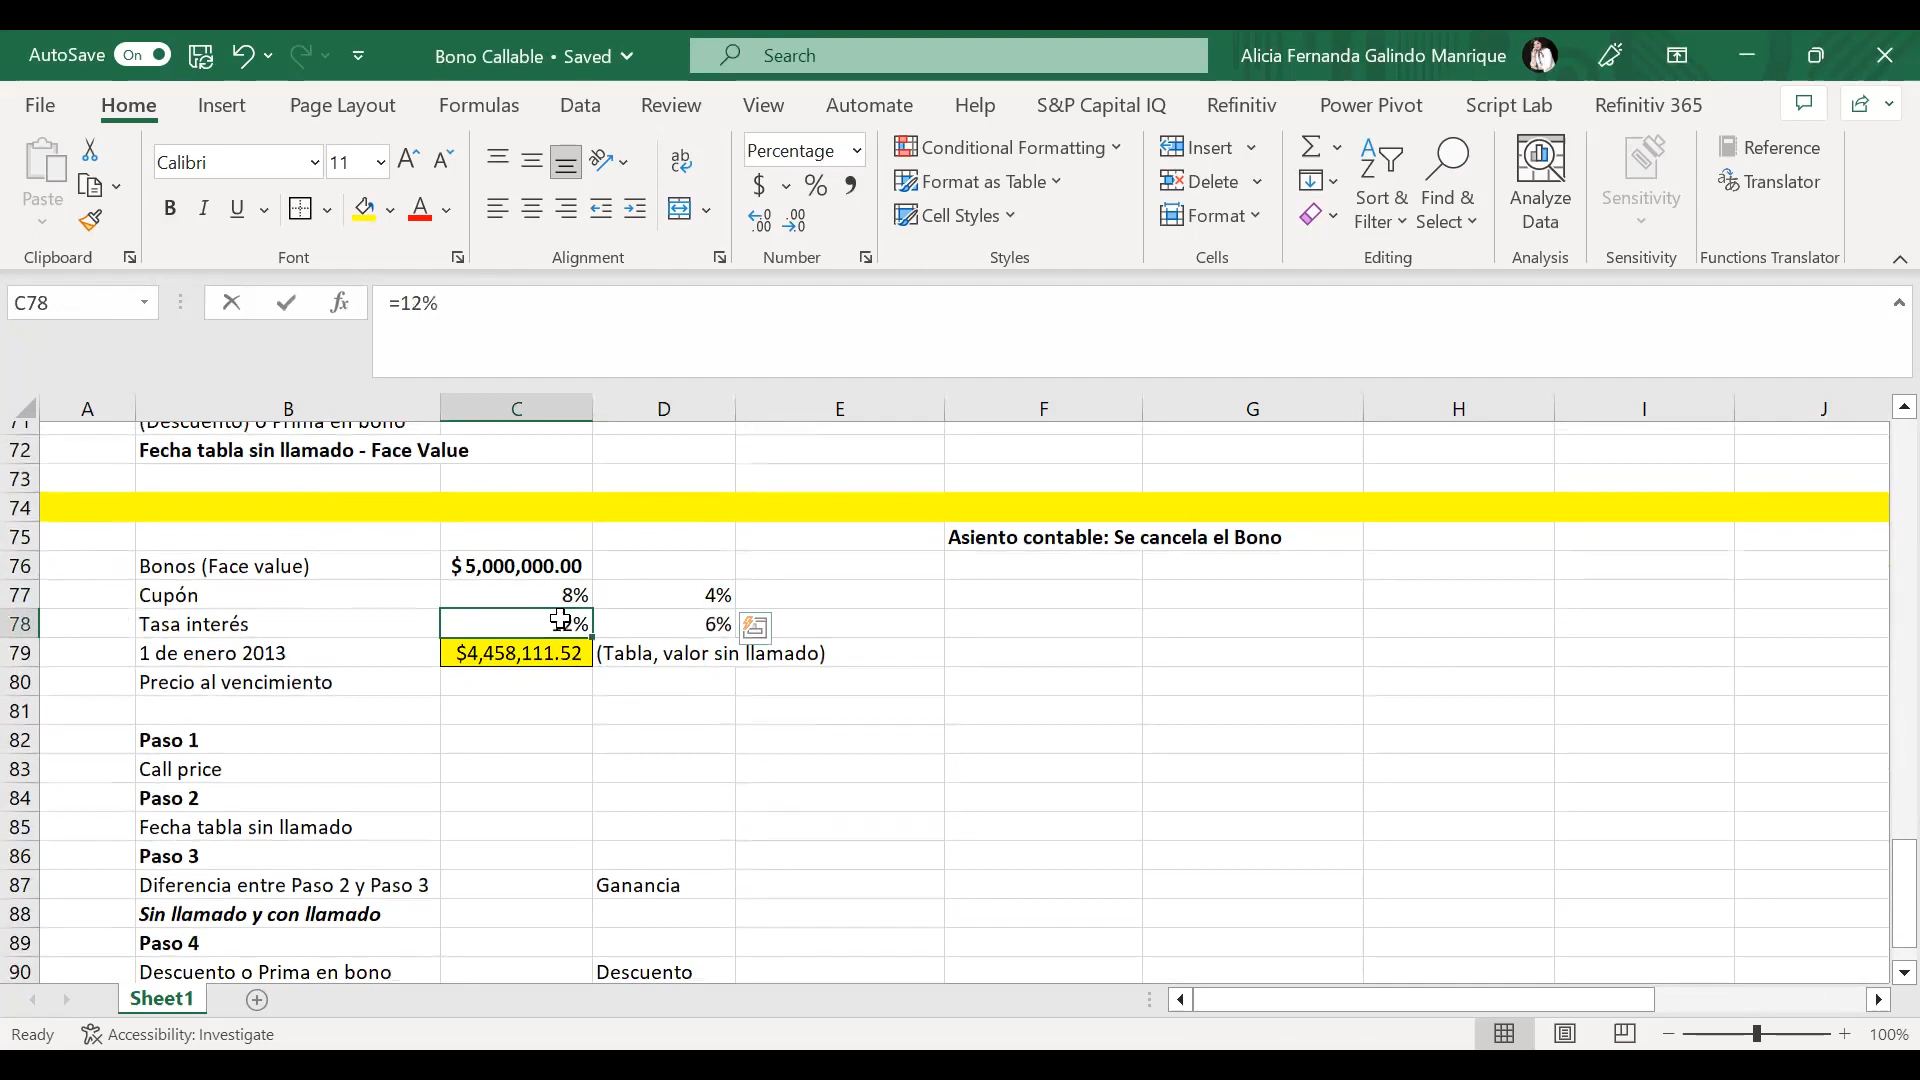 AutoSave On Bono Callable • Saved Search Alicia Fernanda Galindo Manrique
File Home Insert Page Layout Formulas Data Review View Automate Help S&P Capital IQ Refinitiv Power Pivot Script Lab Refinitiv 365
Paste
Calibri 11
B I U
Percentage
$ % 
Conditional Formatting
Format as Table
Cell Styles
Insert
Delete
Format
Sort & Filter
Find & Select
Analyze Data
Sensitivity
Reference
Translator
Clipboard Font Alignment Number Styles Cells Editing Analysis Sensitivity Functions Translator
C78 fx =12%
A B C D E F G H I J
71 (Descuento) o Prima en bono
72 Fecha tabla sin llamado - Face Value
73
74
75 Asiento contable: Se cancela el Bono
76 Bonos (Face value) $ 5,000,000.00
77 Cupón 8% 4%
78 Tasa interés 12% 6%
79 1 de enero 2013 $4,458,111.52 (Tabla, valor sin llamado)
80 Precio al vencimiento
81
82 Paso 1
83 Call price
84 Paso 2
85 Fecha tabla sin llamado
86 Paso 3
87 Diferencia entre Paso 2 y Paso 3 Ganancia
88 Sin llamado y con llamado
89 Paso 4
90 Descuento o Prima en bono Descuento
Sheet1
Ready Accessibility: Investigate 100%